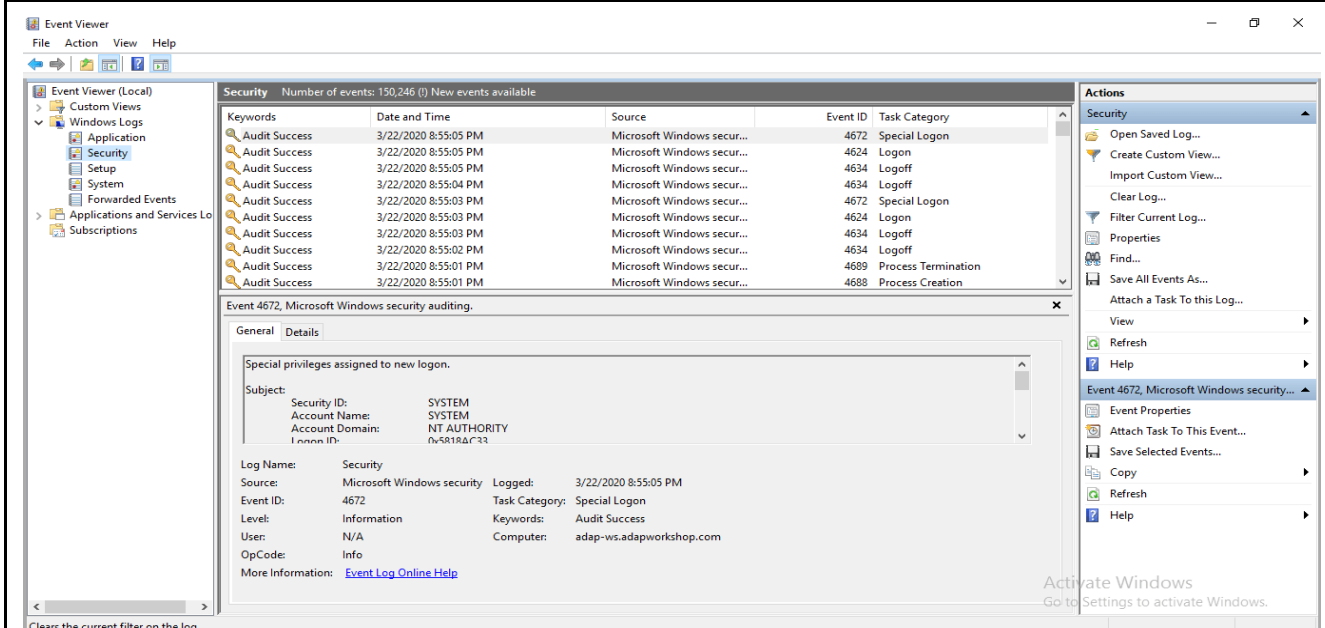 Event Viewer
File Action View Help
Event Viewer (Local)
Custom Views
Windows Logs
Application
Security
Setup
System
Forwarded Events
Applications and Services Lo
Subscriptions
Security Number of events: 150,246 (!) New events available
Keywords Date and Time Source Event ID Task Category
Audit Success 3/22/2020 8:55:05 PM Microsoft Windows secur... 4672 Special Logon
Audit Success 3/22/2020 8:55:05 PM Microsoft Windows secur... 4624 Logon
Audit Success 3/22/2020 8:55:05 PM Microsoft Windows secur... 4634 Logoff
Audit Success 3/22/2020 8:55:04 PM Microsoft Windows secur... 4634 Logoff
Audit Success 3/22/2020 8:55:03 PM Microsoft Windows secur... 4672 Special Logon
Audit Success 3/22/2020 8:55:03 PM Microsoft Windows secur... 4624 Logon
Audit Success 3/22/2020 8:55:03 PM Microsoft Windows secur... 4634 Logoff
Audit Success 3/22/2020 8:55:02 PM Microsoft Windows secur... 4634 Logoff
Audit Success 3/22/2020 8:55:01 PM Microsoft Windows secur... 4689 Process Termination
Audit Success 3/22/2020 8:55:01 PM Microsoft Windows secur... 4688 Process Creation
Event 4672, Microsoft Windows security auditing.
General Details
Special privileges assigned to new logon.
Subject:
Security ID: SYSTEM
Account Name: SYSTEM
Account Domain: NT AUTHORITY
Logon ID: 0x5818AC33
Log Name: Security
Source: Microsoft Windows security Logged: 3/22/2020 8:55:05 PM
Event ID: 4672 Task Category: Special Logon
Level: Information Keywords: Audit Success
User: N/A Computer: adap-ws.adapworkshop.com
OpCode: Info
More Information: Event Log Online Help
Actions
Security
Open Saved Log...
Create Custom View...
Import Custom View...
Clear Log...
Filter Current Log...
Properties
Find...
Save All Events As...
Attach a Task To this Log...
View
Refresh
Help
Event 4672, Microsoft Windows security...
Event Properties
Attach Task To This Event...
Save Selected Events...
Copy
Refresh
Help
Activate Windows
Go to Settings to activate Windows.
Clears the current filter on the log